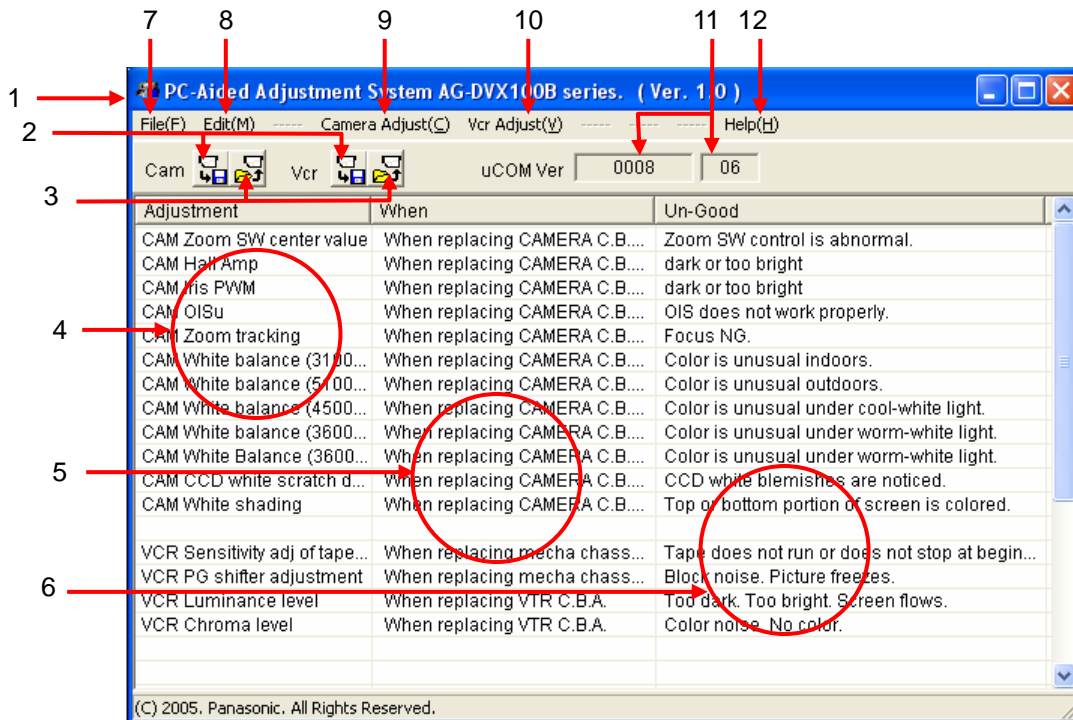 7 8 9 10 11 12
1
PC-Aided Adjustment System AG-DVX100B series. ( Ver. 1.0 )
File(F) Edit(M) ----- Camera Adjust(C) Vcr Adjust(V) ----- ----- ----- Help(H)
2
Cam Vcr uCOM Ver 0008 06
3
Adjustment When Un-Good
CAM Zoom SW center value When replacing CAMERA C.B.... Zoom SW control is abnormal.
CAM Hall Amp When replacing CAMERA C.B.... dark or too bright
CAM Iris PWM When replacing CAMERA C.B.... dark or too bright
CAM OISu When replacing CAMERA C.B.... OIS does not work properly.
4
CAM Zoom tracking When replacing CAMERA C.B.... Focus NG.
CAM White balance (3100... When replacing CAMERA C.B.... Color is unusual indoors.
CAM White balance (5100... When replacing CAMERA C.B.... Color is unusual outdoors.
CAM White balance (4500... When replacing CAMERA C.B.... Color is unusual under cool-white light.
CAM White balance (3600... When replacing CAMERA C.B.... Color is unusual under worm-white light.
CAM White Balance (3600... When replacing CAMERA C.B.... Color is unusual under worm-white light.
5
CAM CCD white scratch d... When replacing CAMERA C.B.... CCD white blemishes are noticed.
CAM White shading When replacing CAMERA C.B.... Top or bottom portion of screen is colored.
VCR Sensitivity adj of tape... When replacing mecha chass... Tape does not run or does not stop at begin...
VCR PG shifter adjustment When replacing mecha chass... Block noise. Picture freezes.
6
VCR Luminance level When replacing VTR C.B.A. Too dark. Too bright. Screen flows.
VCR Chroma level When replacing VTR C.B.A. Color noise. No color.
(C) 2005. Panasonic. All Rights Reserved.